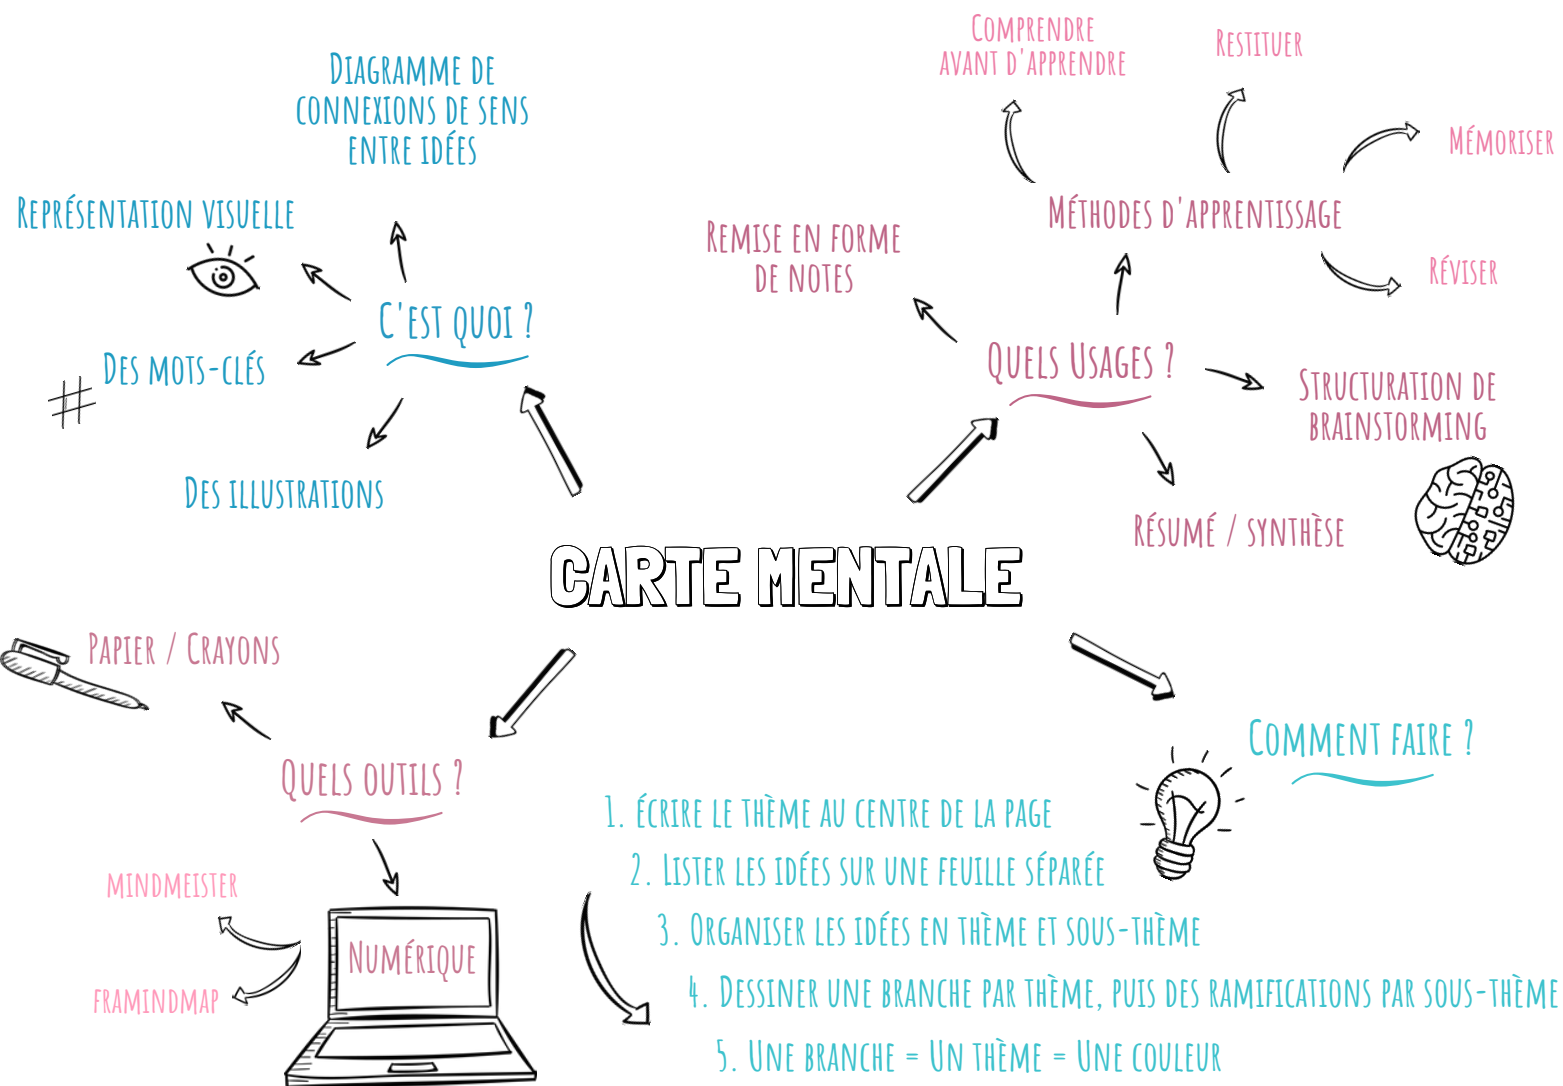 CARTE MENTALE
C'est quoi ?
Diagramme de
connexions de sens
entre idées
Représentation visuelle
Des mots-clés
#
Des illustrations
Quels Usages ?
Remise en forme
de notes
Méthodes d'apprentissage
Comprendre
avant d'apprendre
Restituer
Mémoriser
Réviser
Structuration de
brainstorming
Résumé / synthèse
Quels outils ?
Papier / Crayons
Numérique
mindmeister
framindmap
Comment faire ?
1. écrire le thème au centre de la page
2. Lister les idées sur une feuille séparée
3. Organiser les idées en thème et sous-thème
4. Dessiner une branche par thème, puis des ramifications par sous-thème
5. Une branche = Un thème = Une couleur